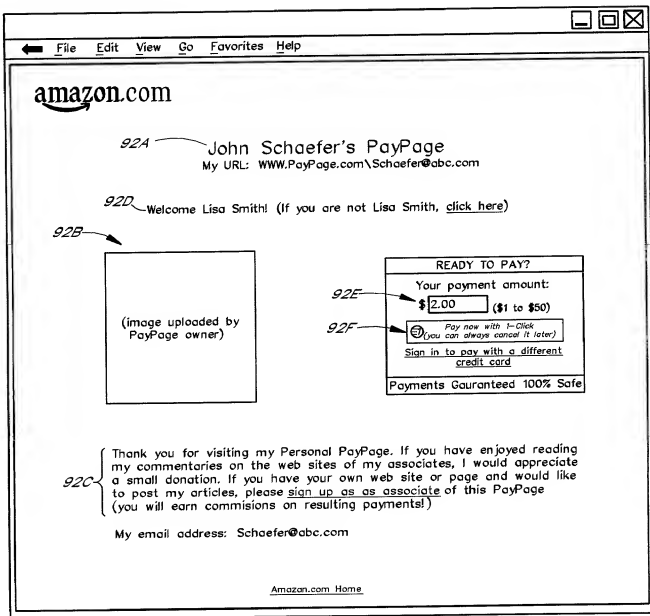 File Edit View Go Favorites Help
amazon.com
92A
John Schaefer's PayPage
My URL: WWW.PayPage.com\Schaefer@abc.com
92D
Welcome Lisa Smith! (If you are not Lisa Smith, click here)
92B
(image uploaded by
PayPage owner)
READY TO PAY?
Your payment amount:
92E
$ 2.00 ($1 to $50)
92F
Pay now with 1-Click
(you can always cancel it later)
Sign in to pay with a different
credit card
Payments Gauranteed 100% Safe
92C
Thank you for visiting my Personal PayPage. If you have enjoyed reading
my commentaries on the web sites of my associates, I would appreciate
a small donation. If you have your own web site or page and would like
to post my articles, please sign up as as associate of this PayPage
(you will earn commisions on resulting payments!)
My email address: Schaefer@abc.com
Amazon.com Home